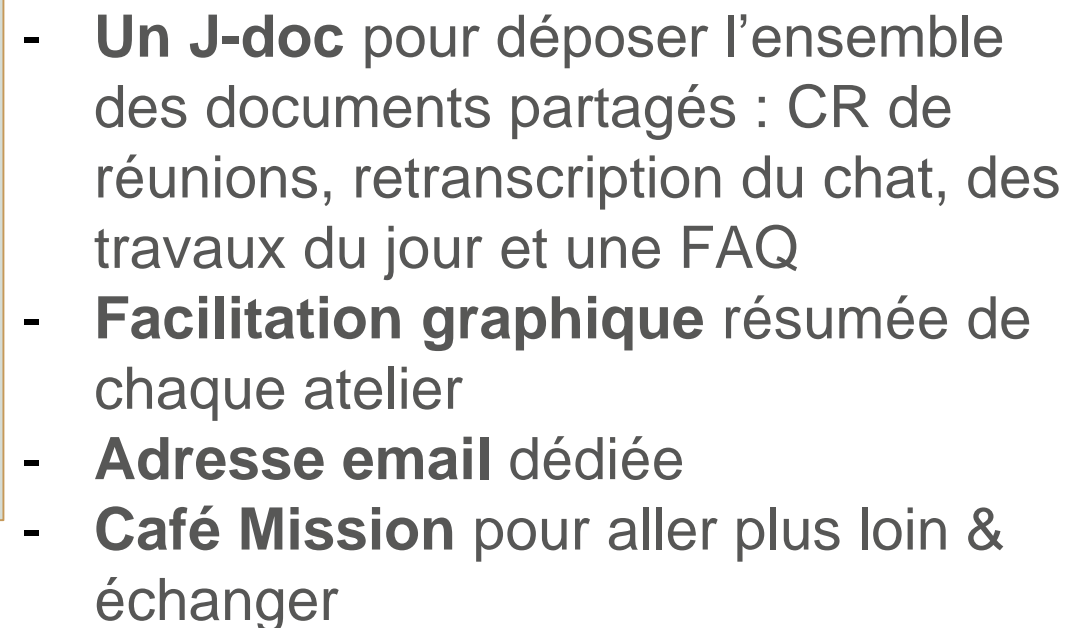 - Un J-doc pour déposer l’ensemble
des documents partagés : CR de
réunions, retranscription du chat, des
travaux du jour et une FAQ
- Facilitation graphique résumée de
chaque atelier
- Adresse email dédiée
- Café Mission pour aller plus loin &
échanger